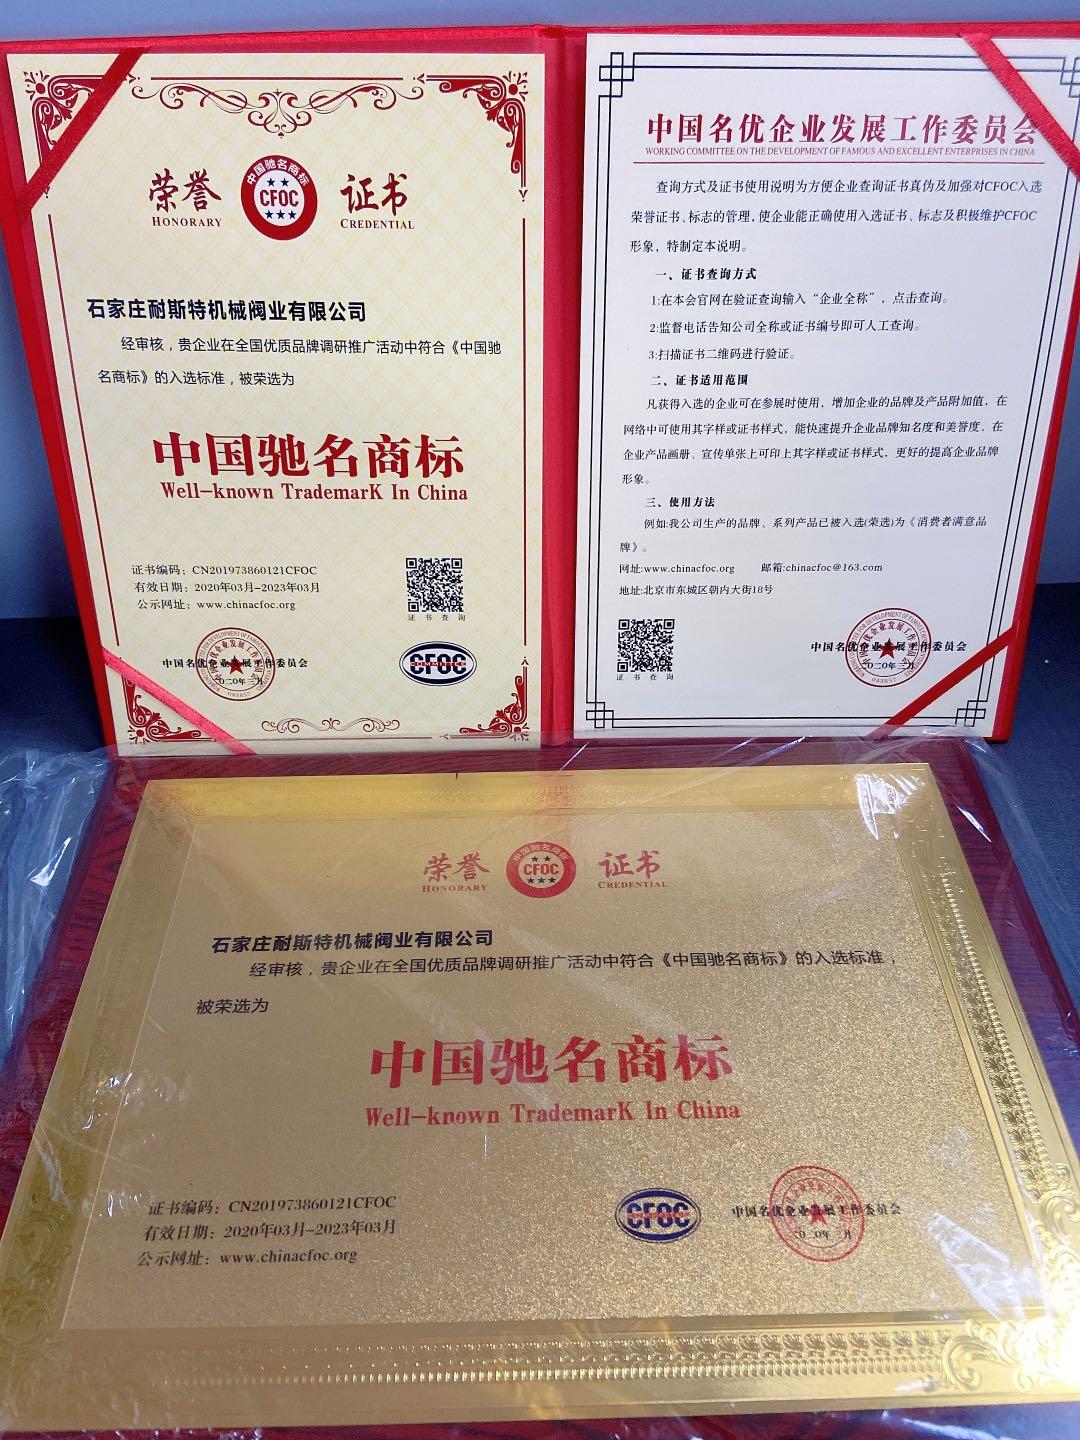 荣誉
HONORARY
中国驰名商标
CFOC
证书
CREDENTIAL
石家庄耐斯特机械阀业有限公司
经审核，贵企业在全国优质品牌调研推广活动中符合《中国驰
名商标》的入选标准，被荣选为
中国驰名商标
Well-known TrademarK In China
证书编码：CN201973860121CFOC
有效日期：2020年03月-2023年03月
公示网址：www.chinacfoc.org
证书查询
中国名优企业发展工作委员会
二〇二〇年三月
CFOC
COMMITTEE
中国名优企业发展工作委员会
WORKING COMMITTEE ON THE DEVELOPMENT OF FAMOUS AND EXCELLENT ENTERPRISES IN CHINA
查询方式及证书使用说明为方便企业查询证书真伪及加强对CFOC入选
荣誉证书、标志的管理，使企业能正确使用入选证书、标志及积极维护CFOC
形象，特制定本说明。
一、证书查询方式
1:在本会官网在验证查询输入“企业全称”，点击查询。
2:监督电话告知公司全称或证书编号即可人工查询。
3:扫描证书二维码进行验证。
二、证书适用范围
凡获得入选的企业可在参展时使用，增加企业的品牌及产品附加值，在
网络中可使用其字样或证书样式，能快速提升企业品牌知名度和美誉度、在
企业产品画册、宣传单张上可印上其字样或证书样式，更好的提高企业品牌
形象。
三、使用方法
例如:我公司生产的品牌、系列产品已被入选(荣选)为《消费者满意品
牌》。
网址:www.chinacfoc.org 邮箱:chinacfoc@163.com
地址:北京市东城区朝内大街18号
证书查询
中国名优企业发展工作委员会
二〇二〇年三月
荣誉
HONORARY
中国驰名商标
CFOC
证书
CREDENTIAL
石家庄耐斯特机械阀业有限公司
经审核，贵企业在全国优质品牌调研推广活动中符合《中国驰名商标》的入选标准，
被荣选为
中国驰名商标
Well-known TrademarK In China
证书编码：CN201973860121CFOC
有效日期：2020年03月-2023年03月
公示网址：www.chinacfoc.org
CFOC
中国名优企业发展工作委员会